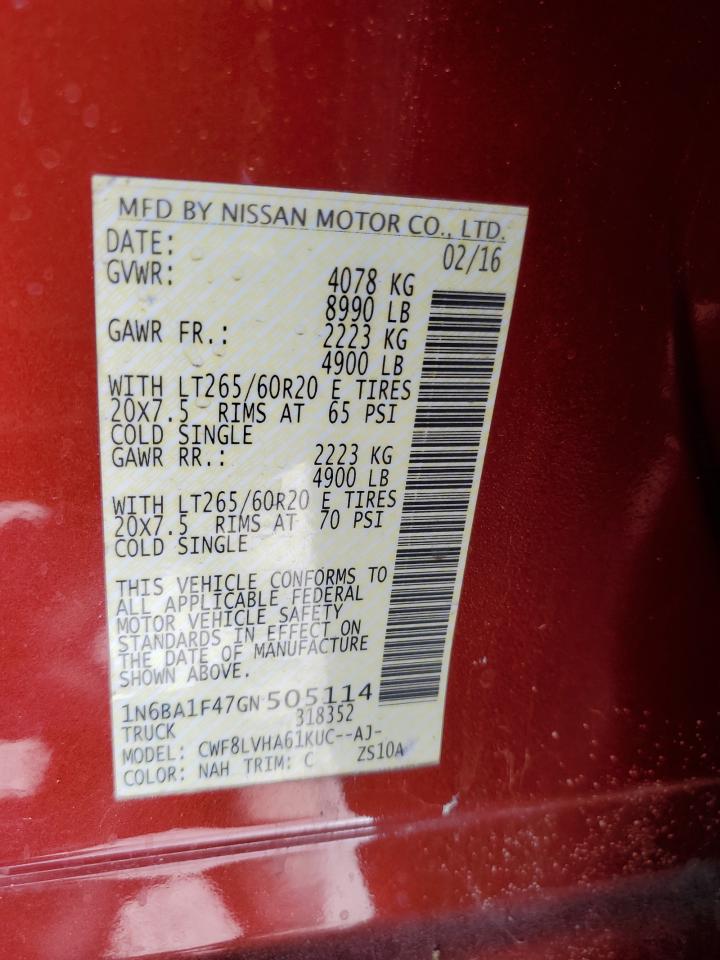 MFD BY NISSAN MOTOR CO., LTD.
DATE: 02/16
GVWR: 4078 KG
8990 LB
GAWR FR.: 2223 KG
4900 LB
WITH LT265/60R20 E TIRES
20X7.5 RIMS AT 65 PSI
COLD SINGLE
GAWR RR.: 2223 KG
4900 LB
WITH LT265/60R20 E TIRES
20X7.5 RIMS AT 70 PSI
COLD SINGLE
THIS VEHICLE CONFORMS TO
ALL APPLICABLE FEDERAL
MOTOR VEHICLE SAFETY
STANDARDS IN EFFECT ON
THE DATE OF MANUFACTURE
SHOWN ABOVE.
1N6BA1F47GN505114
TRUCK 318352
MODEL: CWF8LVHA61KUC--AJ-
COLOR: NAH TRIM: C ZS10A